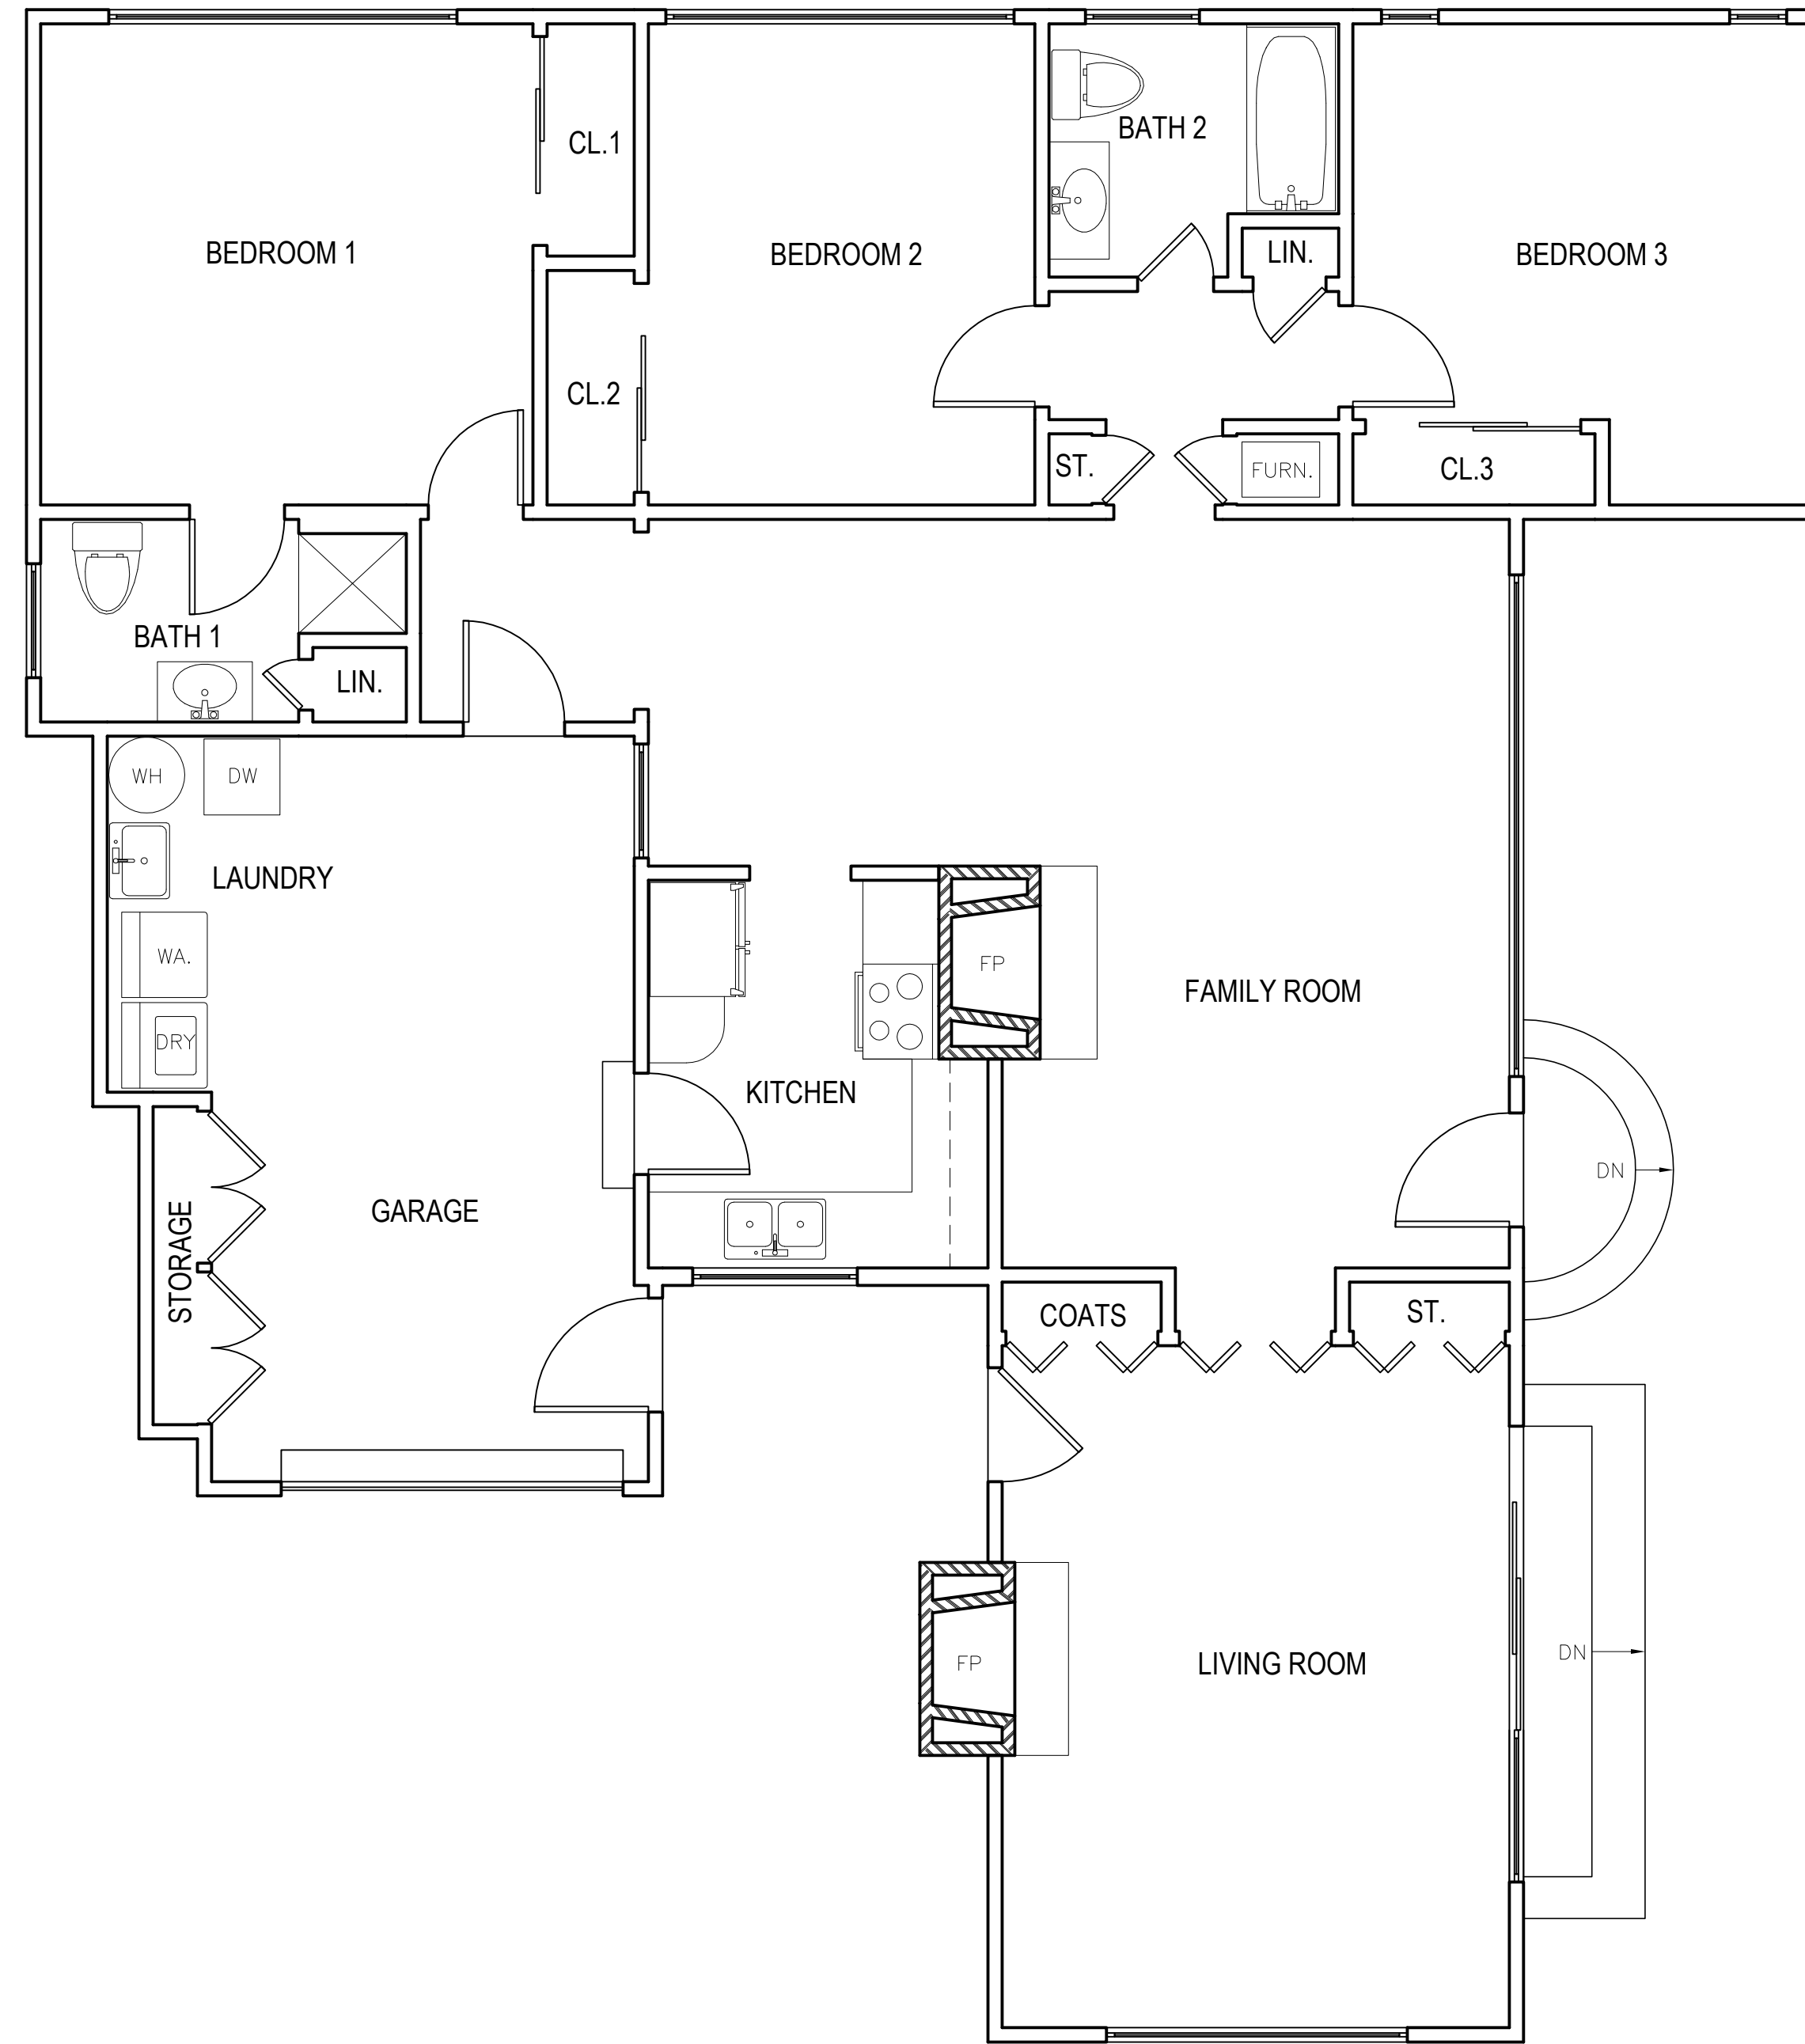 BATH 2
CL.1
BEDROOM 1
BEDROOM 2
LIN.
BEDROOM 3
CL.2
ST.
FURN.
CL.3
BATH 1
LIN.
WH
DW
LAUNDRY
WA.
FP
FAMILY ROOM
DRY
KITCHEN
DN
GARAGE
STORAGE
COATS
ST.
FP
LIVING ROOM
DN